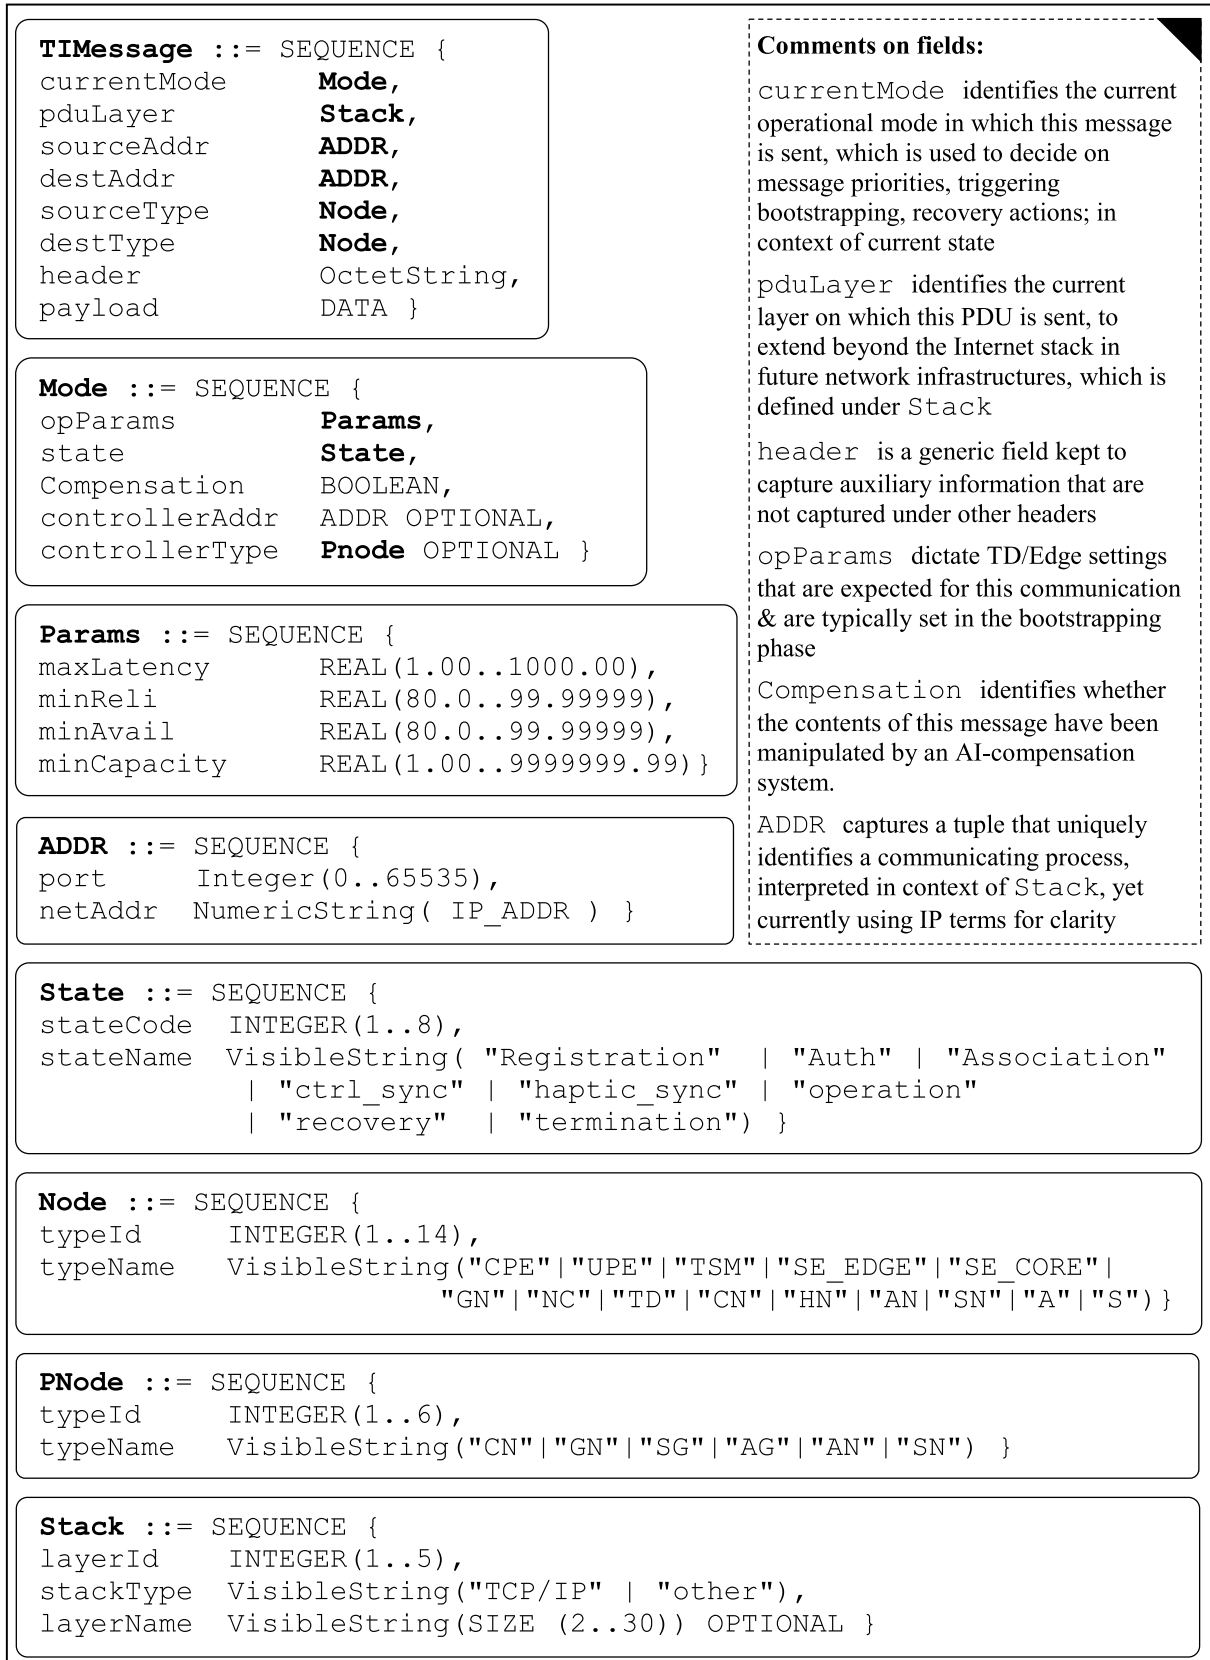 TIMessage ::= SEQUENCE {
currentMode Mode,
pduLayer Stack,
sourceAddr ADDR,
destAddr ADDR,
sourceType Node,
destType Node,
header OctetString,
payload DATA }
Mode ::= SEQUENCE {
opParams Params,
state State,
Compensation BOOLEAN,
controllerAddr ADDR OPTIONAL,
controllerType Pnode OPTIONAL }
Params ::= SEQUENCE {
maxLatency REAL(1.00..1000.00),
minReli REAL(80.0..99.99999),
minAvail REAL(80.0..99.99999),
minCapacity REAL(1.00..9999999.99)}
ADDR ::= SEQUENCE {
port Integer(0..65535),
netAddr NumericString( IP_ADDR ) }
Comments on fields:
currentMode identifies the current
operational mode in which this message
is sent, which is used to decide on
message priorities, triggering
bootstrapping, recovery actions; in
context of current state
pduLayer identifies the current
layer on which this PDU is sent, to
extend beyond the Internet stack in
future network infrastructures, which is
defined under Stack
header is a generic field kept to
capture auxiliary information that are
not captured under other headers
opParams dictate TD/Edge settings
that are expected for this communication
& are typically set in the bootstrapping
phase
Compensation identifies whether
the contents of this message have been
manipulated by an AI-compensation
system.
ADDR captures a tuple that uniquely
identifies a communicating process,
interpreted in context of Stack, yet
currently using IP terms for clarity
State ::= SEQUENCE {
stateCode INTEGER(1..8),
stateName VisibleString( "Registration" | "Auth" | "Association"
| "ctrl_sync" | "haptic_sync" | "operation"
| "recovery" | "termination") }
Node ::= SEQUENCE {
typeId INTEGER(1..14),
typeName VisibleString("CPE"|"UPE"|"TSM"|"SE_EDGE"|"SE_CORE"|
"GN"|"NC"|"TD"|"CN"|"HN"|"AN|"SN"|"A"|"S")}
PNode ::= SEQUENCE {
typeId INTEGER(1..6),
typeName VisibleString("CN"|"GN"|"SG"|"AG"|"AN"|"SN") }
Stack ::= SEQUENCE {
layerId INTEGER(1..5),
stackType VisibleString("TCP/IP" | "other"),
layerName VisibleString(SIZE (2..30)) OPTIONAL }